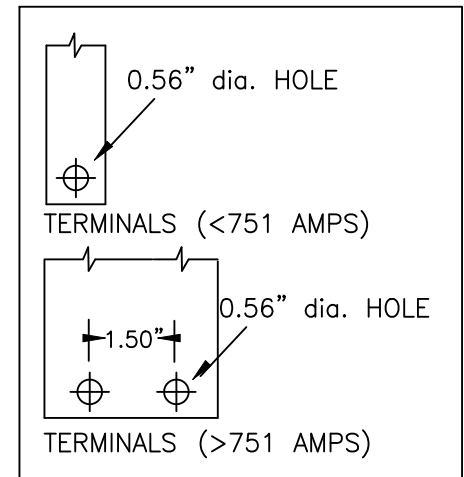 0.56" dia. HOLE
TERMINALS (<751 AMPS)
0.56" dia. HOLE
1.50"
TERMINALS (>751 AMPS)